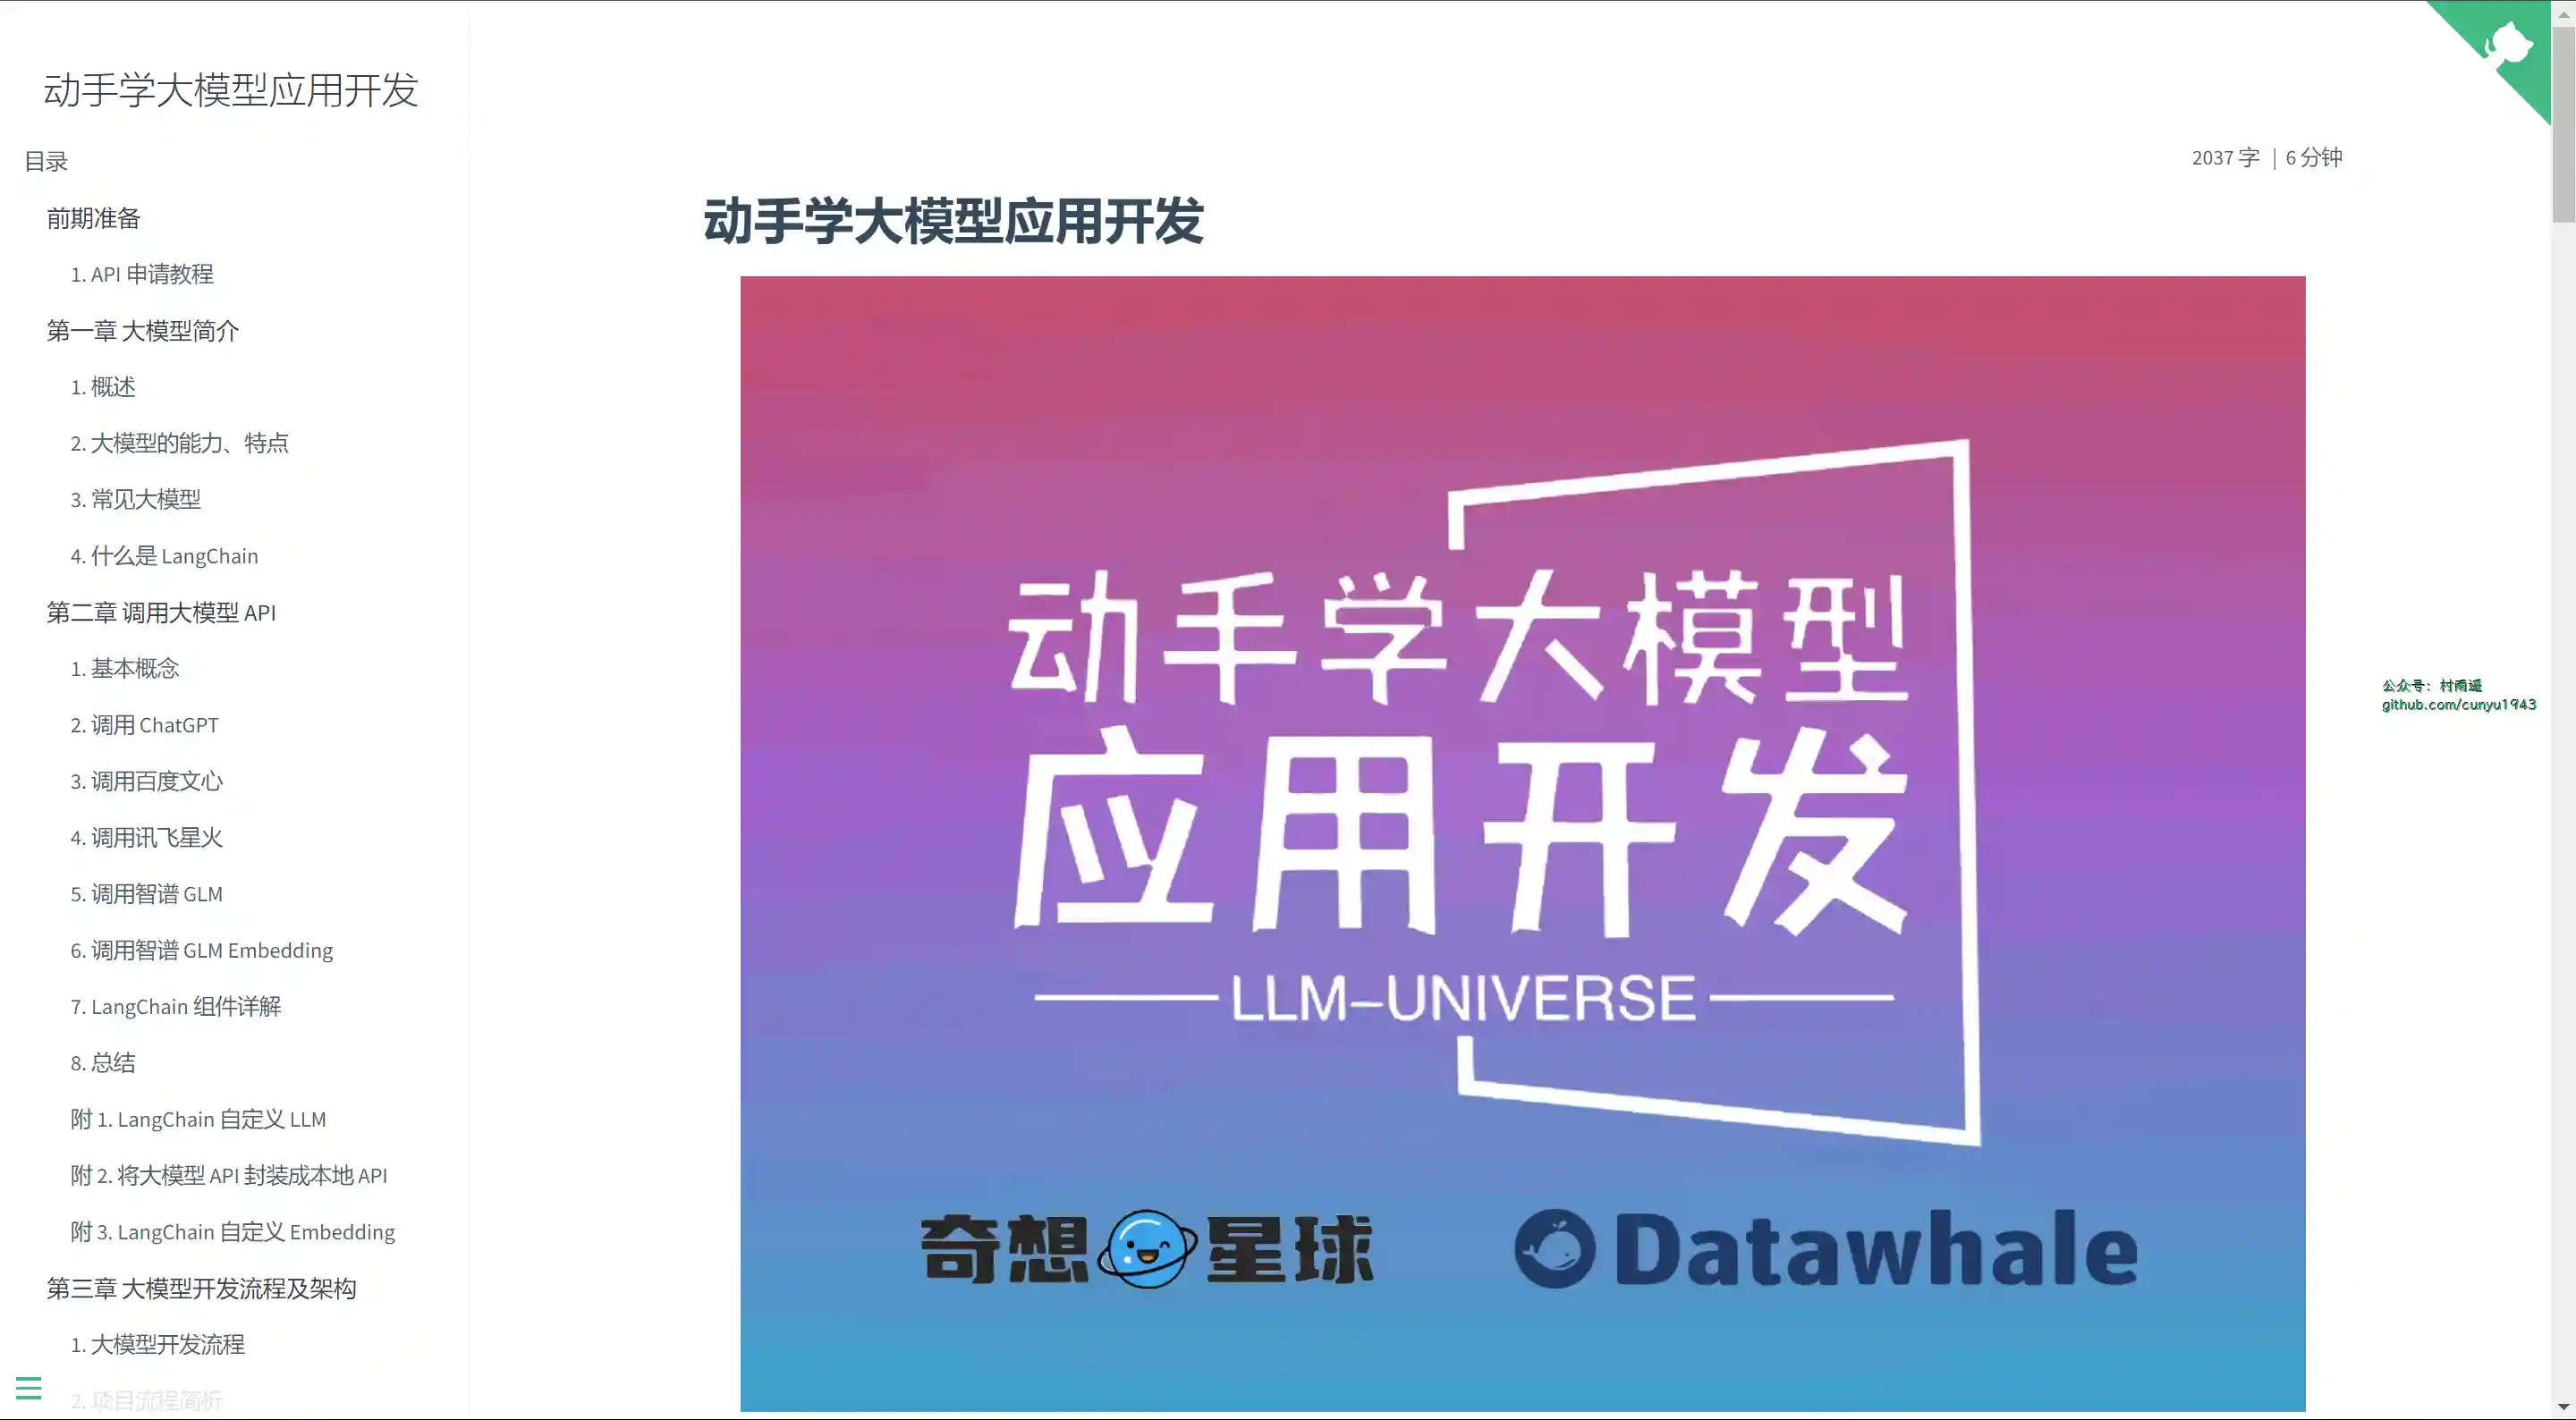 动手学大模型应用开发
目录
前期准备
1. API 申请教程
第一章 大模型简介
1. 概述
2. 大模型的能力、特点
3. 常见大模型
4. 什么是 LangChain
第二章 调用大模型 API
1. 基本概念
2. 调用 ChatGPT
3. 调用百度文心
4. 调用讯飞星火
5. 调用智谱 GLM
6. 调用智谱 GLM Embedding
7. LangChain 组件详解
8. 总结
附 1. LangChain 自定义 LLM
附 2. 将大模型 API 封装成本地 API
附 3. LangChain 自定义 Embedding
第三章 大模型开发流程及架构
1. 大模型开发流程
2. 项目流程简析
2037 字 | 6 分钟
动手学大模型应用开发
动手学大模型
应用开发
LLM-UNIVERSE
奇想星球
Datawhale
公众号：村雨遥
github.com/cunyu1943